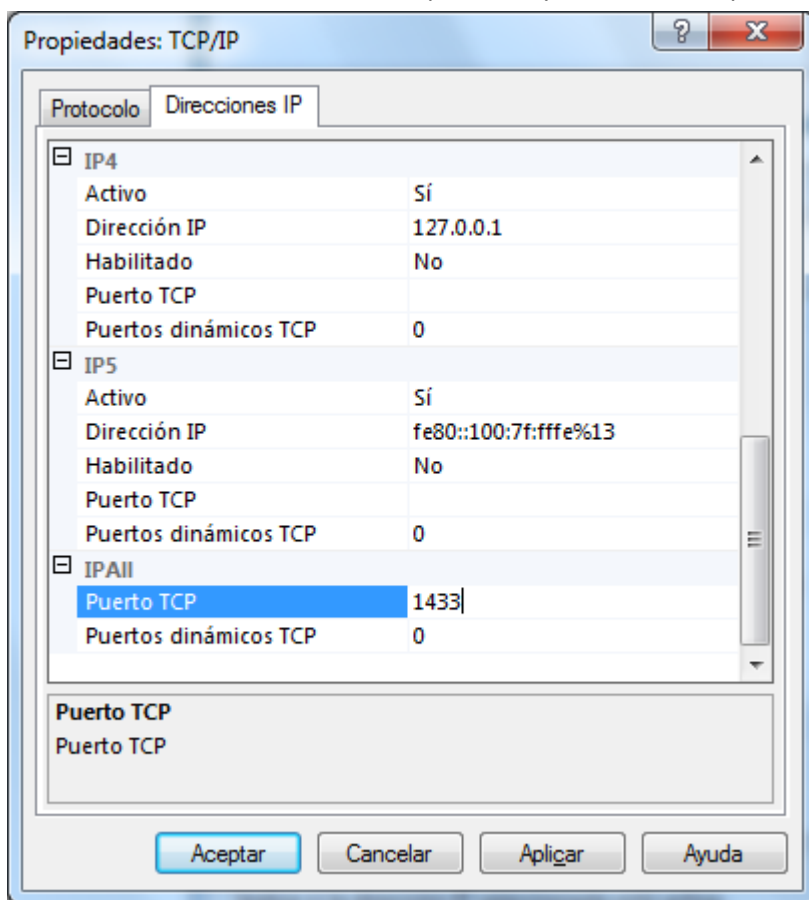 Propiedades: TCP/IP
Protocolo Direcciones IP
IP4
Activo Sí
Dirección IP 127.0.0.1
Habilitado No
Puerto TCP
Puertos dinámicos TCP 0
IP5
Activo Sí
Dirección IP fe80::100:7f:fffe%13
Habilitado No
Puerto TCP
Puertos dinámicos TCP 0
IPAll
Puerto TCP 1433
Puertos dinámicos TCP 0
Puerto TCP
Puerto TCP
Aceptar Cancelar Aplicar Ayuda